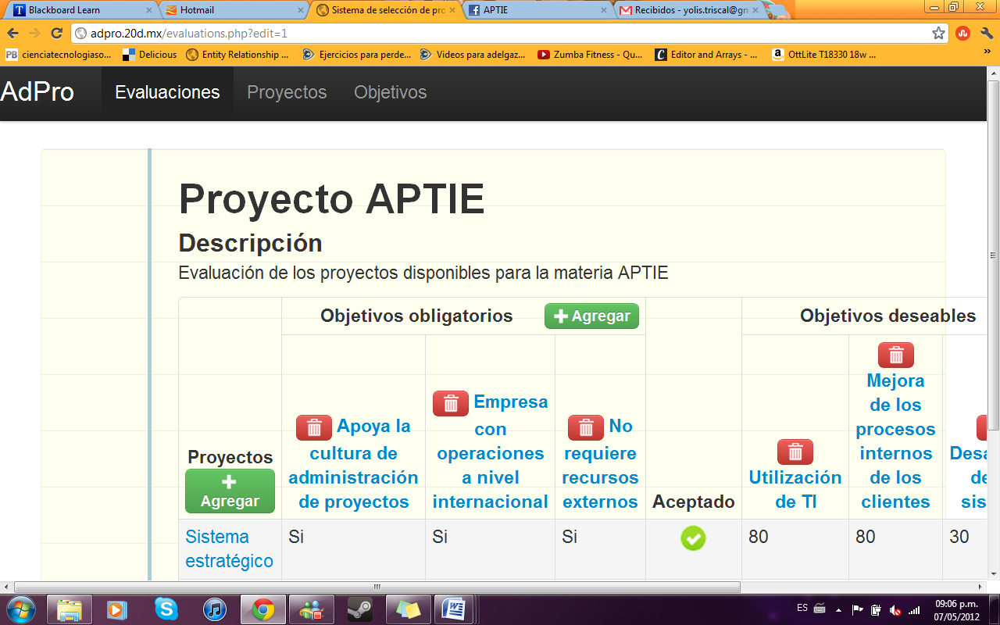 Blackboard Learn
Hotmail
Sistema de selección de pro
APTIE
Recibidos - yolis.triscal@gm
adpro.20d.mx/evaluations.php?edit=1
cienciatecnologiaso...
Delicious
Entity Relationship ...
Ejercicios para perde...
Videos para adelgaz...
Zumba Fitness - Qu...
Editor and Arrays - ...
OttLite T18330 18w ...
»
AdPro
Evaluaciones
Proyectos
Objetivos
Proyecto APTIE
Descripción
Evaluación de los proyectos disponibles para la materia APTIE
Objetivos obligatorios
Agregar
Objetivos deseables
Proyectos
Agregar
Apoya la
cultura de
administración
de proyectos
Empresa
con
operaciones
a nivel
internacional
No
requiere
recursos
externos
Aceptado
Utilización
de TI
Mejora
de los
procesos
internos
de los
clientes
Desa
de
sis
Sistema
estratégico
Si
Si
Si
80
80
30
ES
09:06 p.m.
07/05/2012